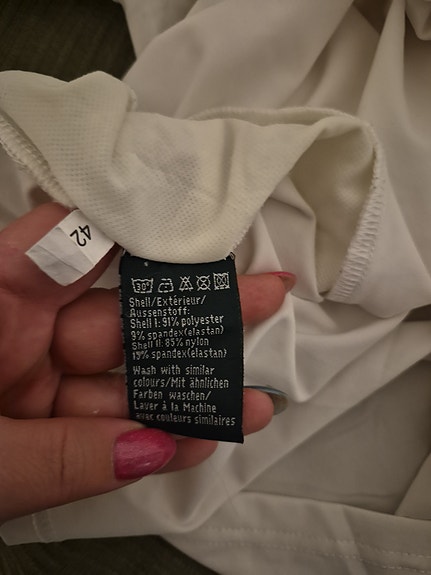 42
30°
Shell/Extérieur/
Aussenstoff:
Shell I: 91% polyester
9% spandex(elastan)
Shell II: 85% nylon
15% spandex(elastan)
Wash with similar
colours/Mit ähnlichen
Farben waschen/
Laver à la Machine
avec couleurs similaires